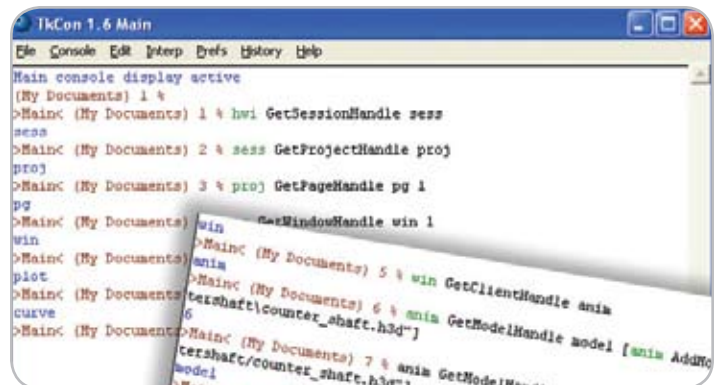 TkCon 1.6 Main
File Console Edit Interp Prefs History Help
Main console display active
(My Documents) 1 %
>Main< (My Documents) 1 % hwi GetSessionHandle sess
sess
>Main< (My Documents) 2 % sess GetProjectHandle proj
proj
>Main< (My Documents) 3 % proj GetPageHandle pg 1
pg
>Main< (My Documents) GetWindowHandle win 1
win
>Main< (My Documents)
plot
>Main< (My Documents)
curve
>Main< (My Documents)
win
>Main< (My Documents) 5 % win GetClientHandle anim
anim
>Main< (My Documents) 6 % anim GetModelHandle model [anim AddMo
tershaft\counter_shaft.h3d"]
6
>Main< (My Documents) 7 % anim
tershaft/counter_shaft.h3d"]
model